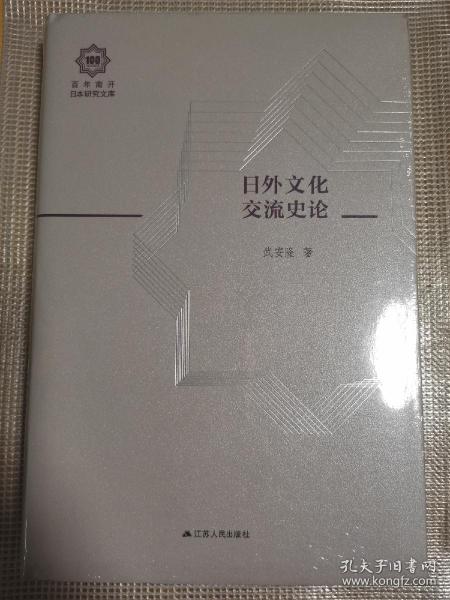 100
百年南开
日本研究文库
日外文化
交流史论
武安隆 著
江苏人民出版社
孔夫子旧书网
www.kongfz.com